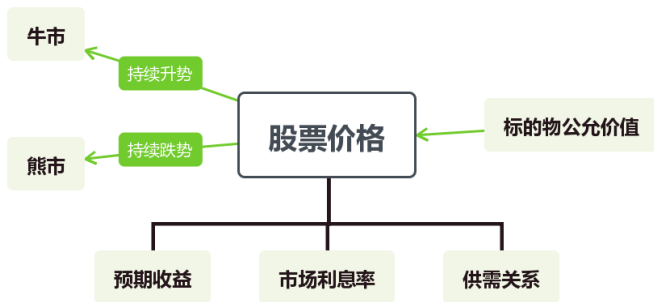 牛市
持续升势
股票价格
标的物公允价值
持续跌势
熊市
预期收益
市场利息率
供需关系